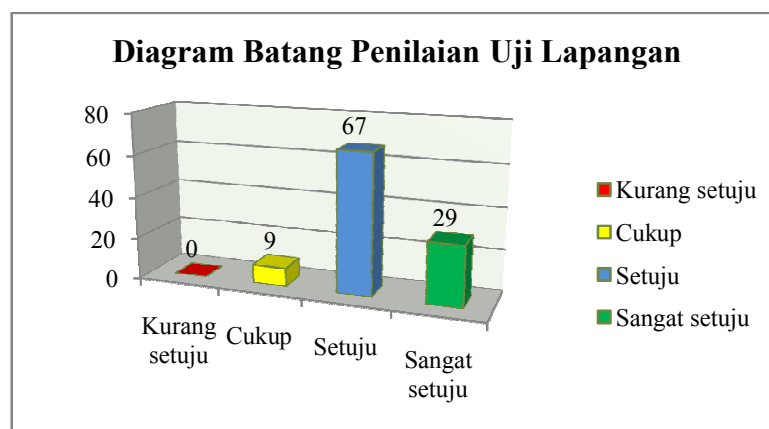 Diagram Batang Penilaian Uji Lapangan
80
60
40
20
0
0
9
67
29
Kurang
setuju
Cukup
Setuju
Sangat
setuju
Kurang setuju
Cukup
Setuju
Sangat setuju